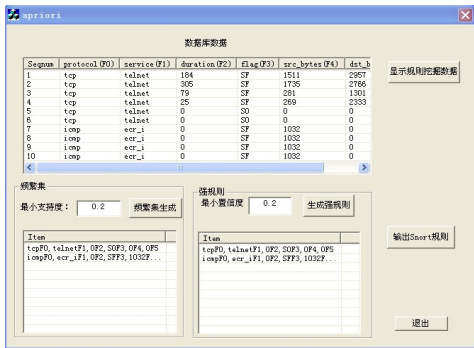 apriori
数据库数据
Seqnum protocol(F0) service(F1) duration(F2) flag(F3) src_bytes(F4) dst_b
1 tcp telnet 184 SF 1511 2957
2 tcp telnet 305 SF 1735 2766
3 tcp telnet 79 SF 281 1301
4 tcp telnet 25 SF 269 2333
5 tcp telnet 0 S0 0 0
6 tcp telnet 0 S0 0 0
7 icmp ecr_i 0 SF 1032 0
8 icmp ecr_i 0 SF 1032 0
9 icmp ecr_i 0 SF 1032 0
10 icmp ecr_i 0 SF 1032 0
显示规则挖掘数据
频繁集
最小支持度： 0.2 频繁集生成
Item
tcpF0, telnetF1, 0F2, S0F3, 0F4, 0F5
icmpF0, ecr_iF1, 0F2, SFF3, 1032F...
强规则
最小置信度 0.2 生成强规则
Item
tcpF0, telnetF1, 0F2, S0F3, 0F4, 0F5
icmpF0, ecr_iF1, 0F2, SFF3, 1032F...
输出Snort规则
退出